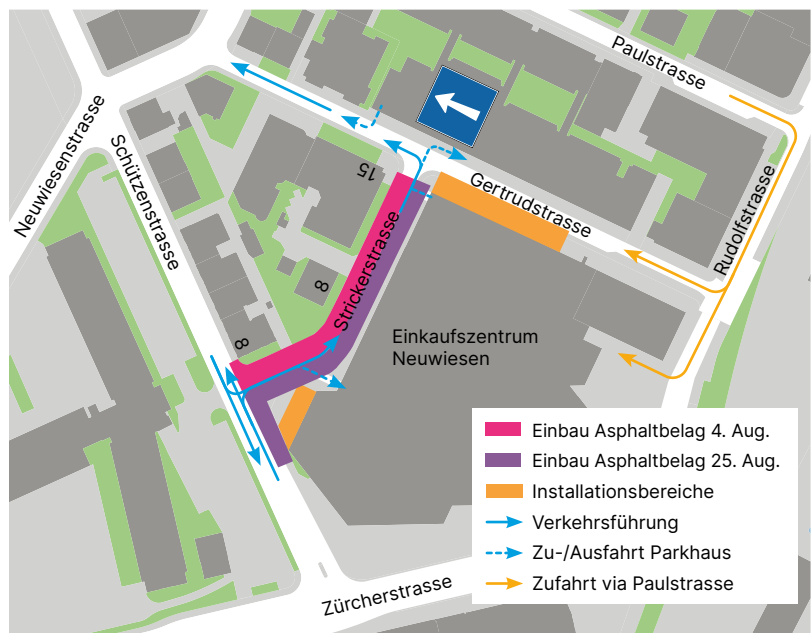 Paulstrasse
Neuwiesenstrasse
Schützenstrasse
15
Gertrudstrasse
Rudolfstrasse
Strickerstrasse
8
8
Einkaufszentrum
Neuwiesen
Einbau Asphaltbelag 4. Aug.
Einbau Asphaltbelag 25. Aug.
Installationsbereiche
Verkehrsführung
Zu-/Ausfahrt Parkhaus
Zufahrt via Paulstrasse
Zürcherstrasse